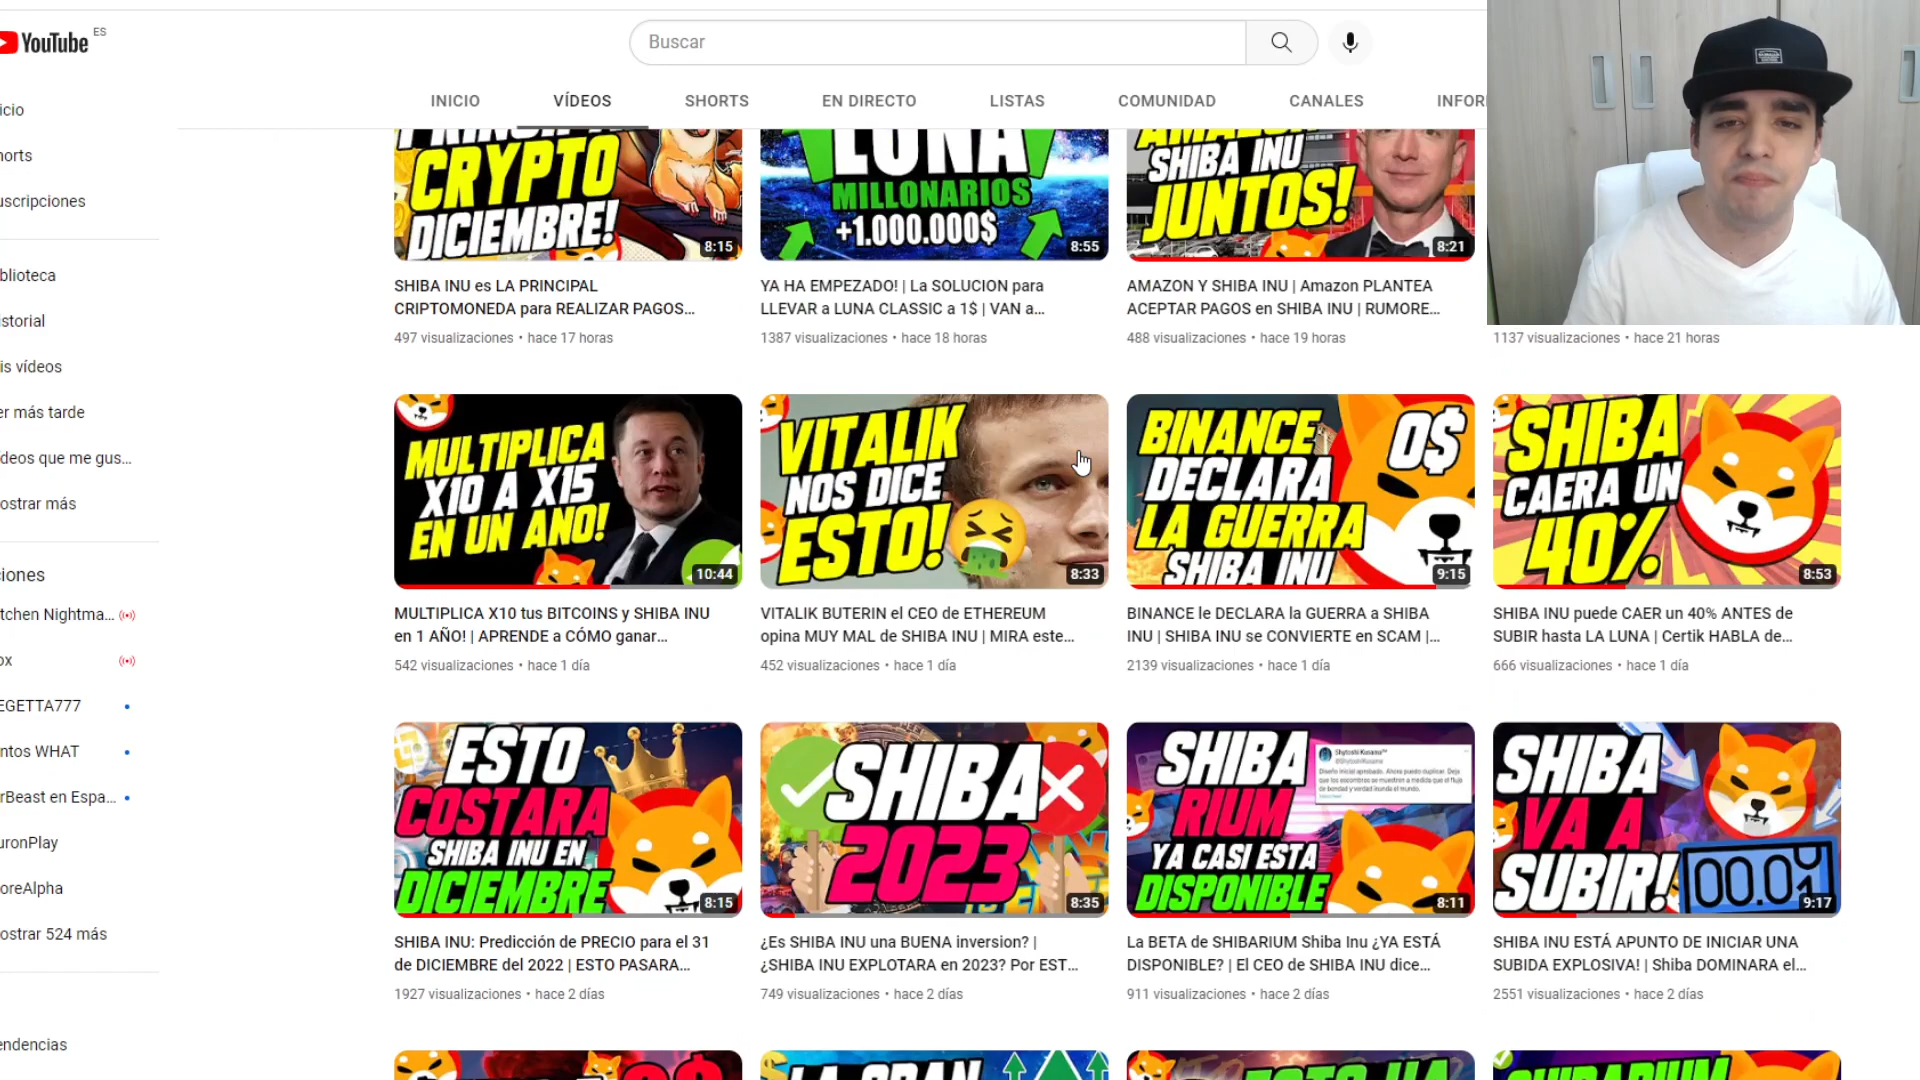 YouTube ES
Buscar
INICIO VÍDEOS SHORTS EN DIRECTO LISTAS COMUNIDAD CANALES INFOR
icio
horts
uscripciones
blioteca
istorial
is vídeos
er más tarde
ídeos que me gus...
ostrar más
ciones
tchen Nightma...
ox
EGETTA777
ntos WHAT
rBeast en Espa...
uronPlay
oreAlpha
ostrar 524 más
endencias
CRYPTO
DICIEMBRE!
8:15
SHIBA INU es LA PRINCIPAL
CRIPTOMONEDA para REALIZAR PAGOS...
497 visualizaciones • hace 17 horas
LUNA
MILLONARIOS
+1.000.000$
8:55
YA HA EMPEZADO! | La SOLUCION para
LLEVAR a LUNA CLASSIC a 1$ | VAN a...
1387 visualizaciones • hace 18 horas
AMAZON
SHIBA INU
JUNTOS!
8:21
AMAZON Y SHIBA INU | Amazon PLANTEA
ACEPTAR PAGOS en SHIBA INU | RUMORE...
488 visualizaciones • hace 19 horas
1137 visualizaciones • hace 21 horas
MULTIPLICA
X10 A X15
EN UN AÑO!
10:44
MULTIPLICA X10 tus BITCOINS y SHIBA INU
en 1 AÑO! | APRENDE a CÓMO ganar...
542 visualizaciones • hace 1 día
VITALIK
NOS DICE
ESTO!
8:33
VITALIK BUTERIN el CEO de ETHEREUM
opina MUY MAL de SHIBA INU | MIRA este...
452 visualizaciones • hace 1 día
BINANCE 0$
DECLARA
LA GUERRA
SHIBA INU
9:15
BINANCE le DECLARA la GUERRA a SHIBA
INU | SHIBA INU se CONVIERTE en SCAM |...
2139 visualizaciones • hace 1 día
SHIBA
CAERA UN
40%
8:53
SHIBA INU puede CAER un 40% ANTES de
SUBIR hasta LA LUNA | Certik HABLA de...
666 visualizaciones • hace 1 día
ESTO
COSTARA
SHIBA INU EN
DICIEMBRE
8:15
SHIBA INU: Predicción de PRECIO para el 31
de DICIEMBRE del 2022 | ESTO PASARA...
1927 visualizaciones • hace 2 días
SHIBA
2023
8:35
¿Es SHIBA INU una BUENA inversion? |
¿SHIBA INU EXPLOTARA en 2023? Por EST...
749 visualizaciones • hace 2 días
SHIBA
RIUM
YA CASI ESTA
DISPONIBLE
Shytoshi Kusama
8:11
La BETA de SHIBARIUM Shiba Inu ¿YA ESTÁ
DISPONIBLE? | El CEO de SHIBA INU dice...
911 visualizaciones • hace 2 días
SHIBA
VA A
SUBIR!
9:17
SHIBA INU ESTÁ APUNTO DE INICIAR UNA
SUBIDA EXPLOSIVA! | Shiba DOMINARA el...
2551 visualizaciones • hace 2 días
LA GRAN
SHIBARIUM